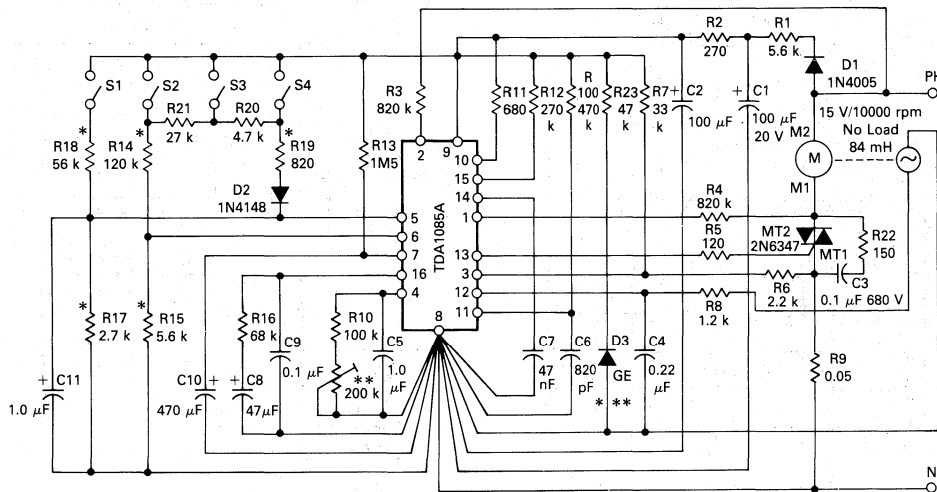 S1
S2
S3
S4
R21
27 k
R20
4.7 k
*
R18
56 k
*
R14
120 k
*
R19
820
D2
1N4148
R13
1M5
R3
820 k
R2
270
R1
5.6 k
D1
1N4005
PH
R11
680
R12
270
k
R
100
470
k
R23
47
k
R7
33
k
+
C2
100 µF
+
C1
100
µF
20 V
15 V/10000 rpm
M2
No Load
84 mH
M
M1
2
9
10
15
14
1
13
3
12
11
8
5
6
7
16
4
TDA1085A
R4
820 k
R5
120
MT2
2N6347
MT1
R22
150
C3
0.1 µF 680 V
R6
2.2 k
R8
1.2 k
R9
0.05
*
R17
2.7 k
*
R15
5.6 k
R16
68 k
C9
0.1 µF
R10
100 k
* *
200 k
C5
1.0
µF
C7
47
nF
C6
820
pF
D3
GE
* * *
C4
0.22
µF
+
C11
1.0 µF
C10
+
470 µF
+
C8
47µF
N